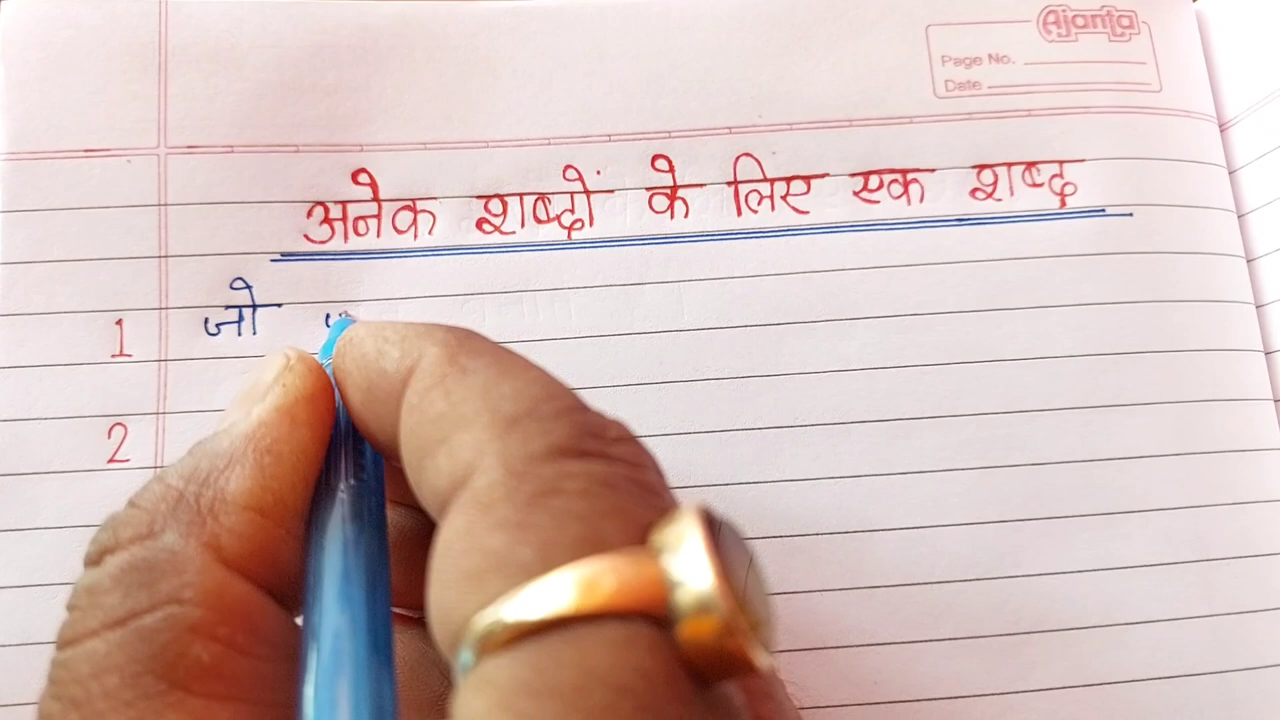 Ajanta
Page No.
Date
अनेक शब्दों के लिए एक शब्द
1 जो
2